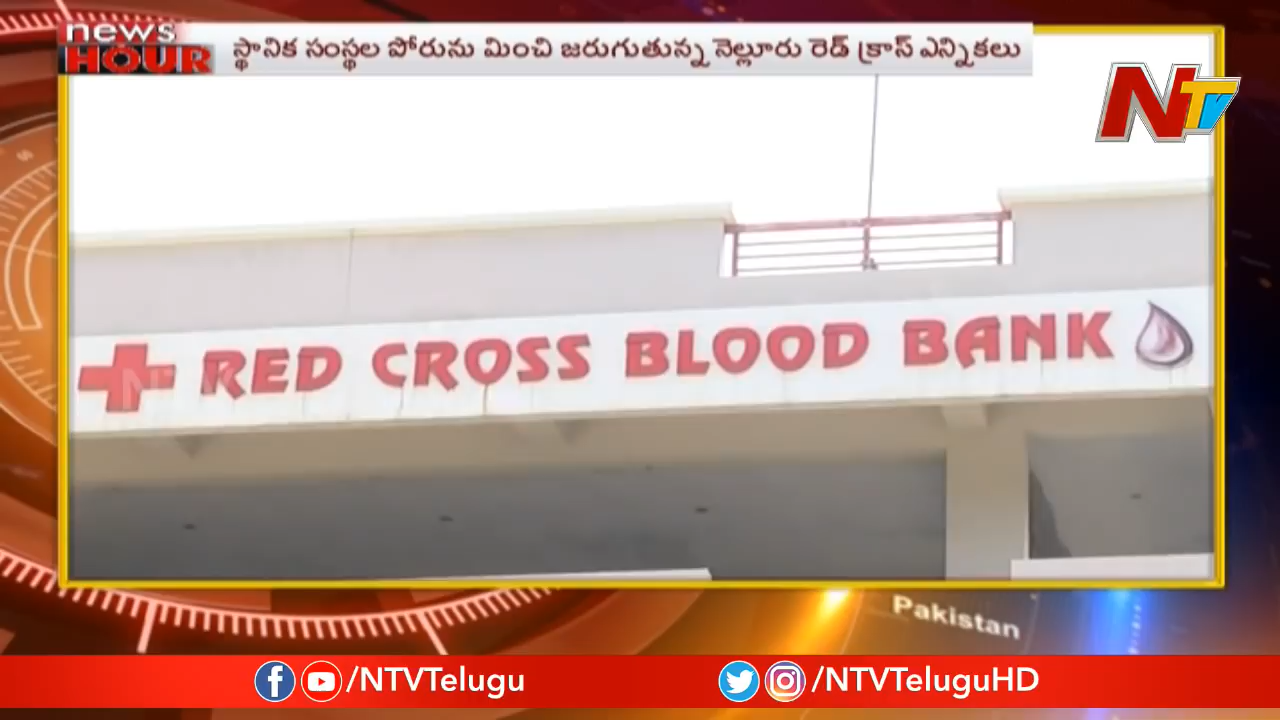 news
HOUR
స్థానిక సంస్థల పోరును మించి జరుగుతున్న నెల్లూరు రెడ్ క్రాస్ ఎన్నికలు
NTV
RED CROSS BLOOD BANK
Pakistan
/NTVTelugu
/NTVTeluguHD